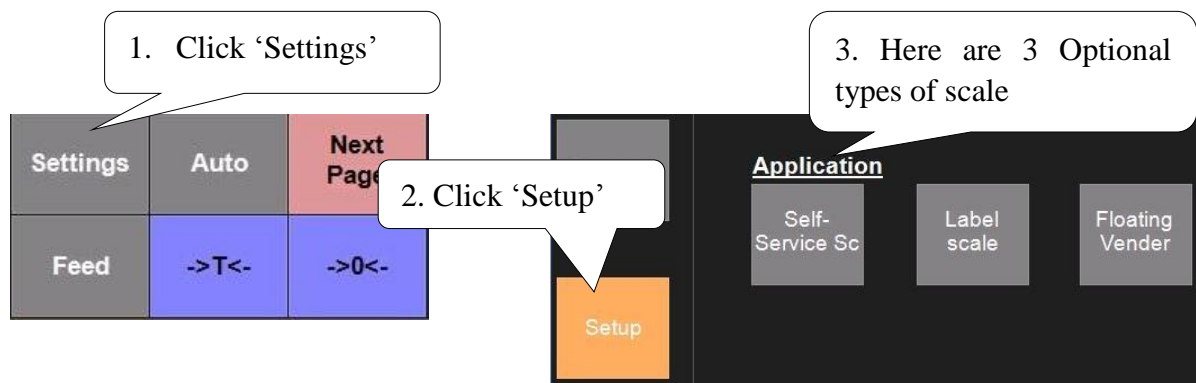 1. Click ‘Settings’
3. Here are 3 Optional
types of scale
Settings
Auto
Next
Page
2. Click ‘Setup’
Feed
->T<-
->0<-
Application
Self-
Service Sc
Label
scale
Floating
Vender
Setup